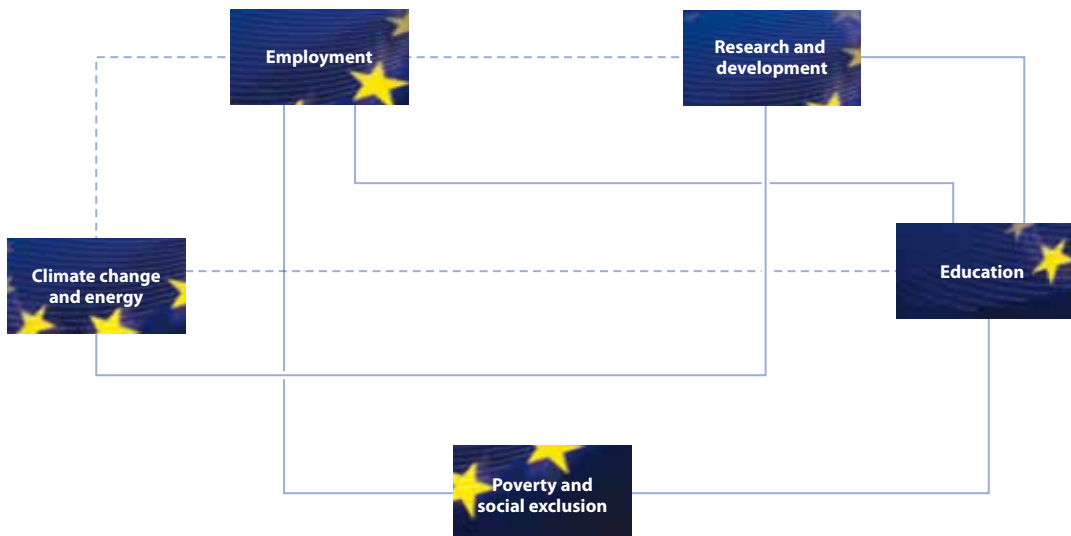 Employment
Research and
development
Climate change
and energy
Education
Poverty and
social exclusion